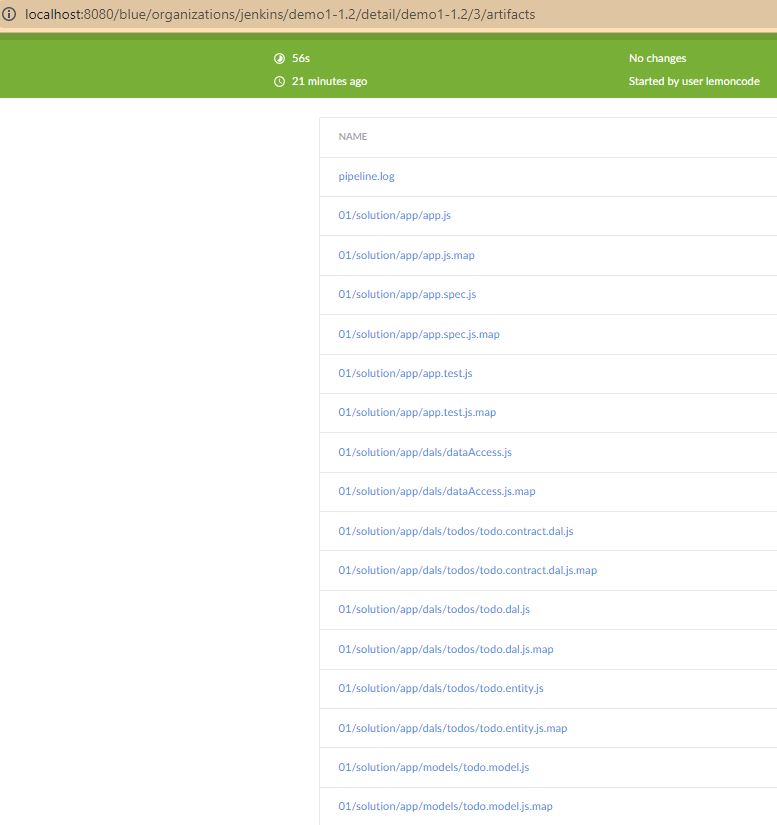 localhost:8080/blue/organizations/jenkins/demo1-1.2/detail/demo1-1.2/3/artifacts
56s No changes
21 minutes ago Started by user lemoncode
NAME
pipeline.log
01/solution/app/app.js
01/solution/app/app.js.map
01/solution/app/app.spec.js
01/solution/app/app.spec.js.map
01/solution/app/app.test.js
01/solution/app/app.test.js.map
01/solution/app/dals/dataAccess.js
01/solution/app/dals/dataAccess.js.map
01/solution/app/dals/todos/todo.contract.dal.js
01/solution/app/dals/todos/todo.contract.dal.js.map
01/solution/app/dals/todos/todo.dal.js
01/solution/app/dals/todos/todo.dal.js.map
01/solution/app/dals/todos/todo.entity.js
01/solution/app/dals/todos/todo.entity.js.map
01/solution/app/models/todo.model.js
01/solution/app/models/todo.model.js.map